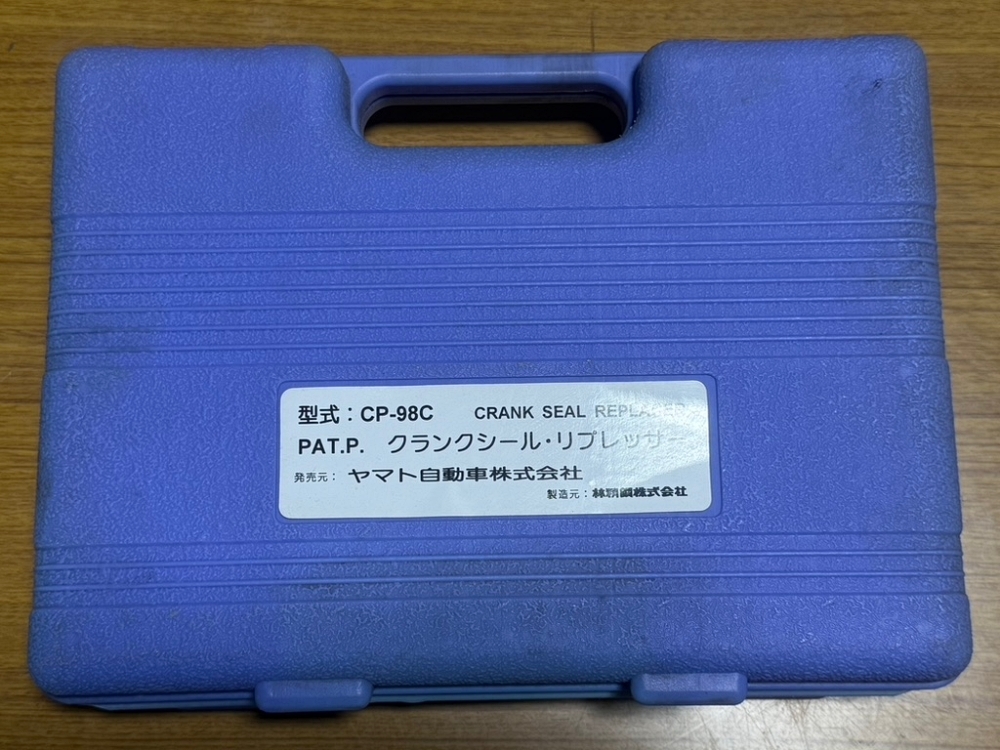 型式：CP-98C CRANK SEAL REPLACER
PAT.P. クランクシール・リプレッサー
発売元：ヤマト自動車株式会社
製造元：株式会社